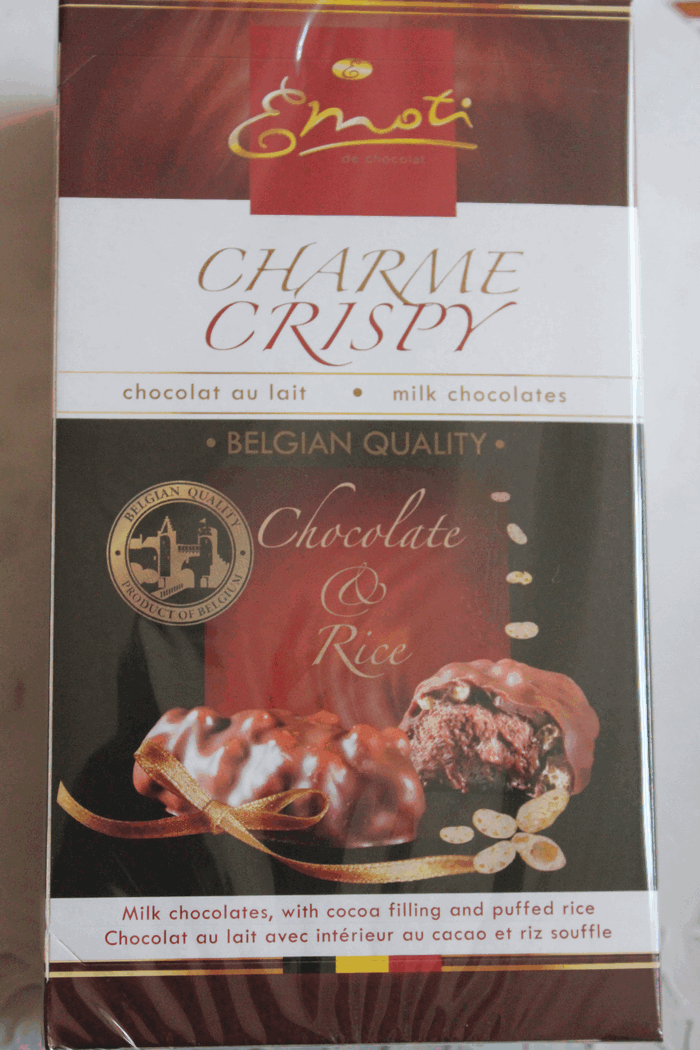 E
Emoti
de chocolat
CHARME
CRISPY
chocolat au lait • milk chocolates
• BELGIAN QUALITY •
BELGIAN QUALITY
PRODUCT OF BELGIUM
Chocolate
&
Rice
Milk chocolates, with cocoa filling and puffed rice
Chocolat au lait avec intérieur au cacao et riz souffle